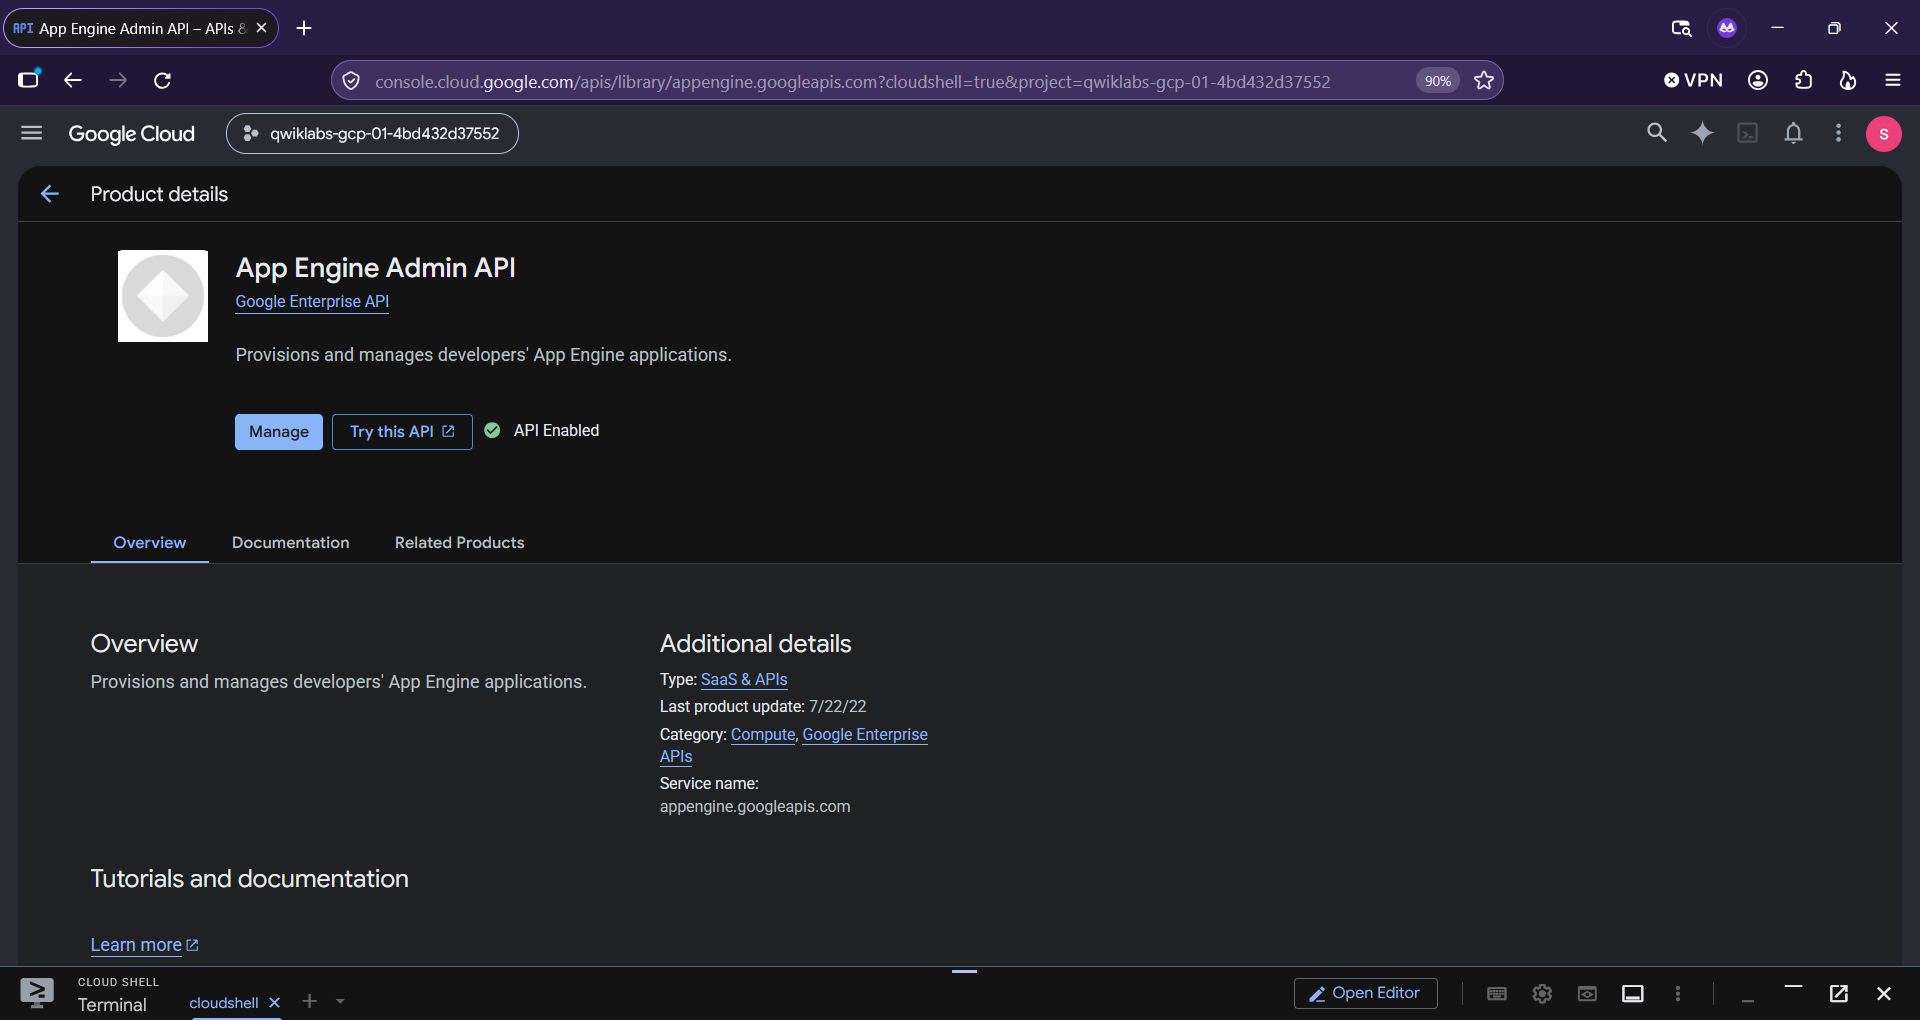 API App Engine Admin API – APIs &
console.cloud.google.com/apis/library/appengine.googleapis.com?cloudshell=true&project=qwiklabs-gcp-01-4bd432d37552
90%
VPN
Google Cloud
qwiklabs-gcp-01-4bd432d37552
S
Product details
App Engine Admin API
Google Enterprise API
Provisions and manages developers' App Engine applications.
Manage
Try this API
API Enabled
Overview
Documentation
Related Products
Overview
Provisions and manages developers' App Engine applications.
Additional details
Type: SaaS & APIs
Last product update: 7/22/22
Category: Compute, Google Enterprise
APIs
Service name:
appengine.googleapis.com
Tutorials and documentation
Learn more
CLOUD SHELL
Terminal
cloudshell
Open Editor